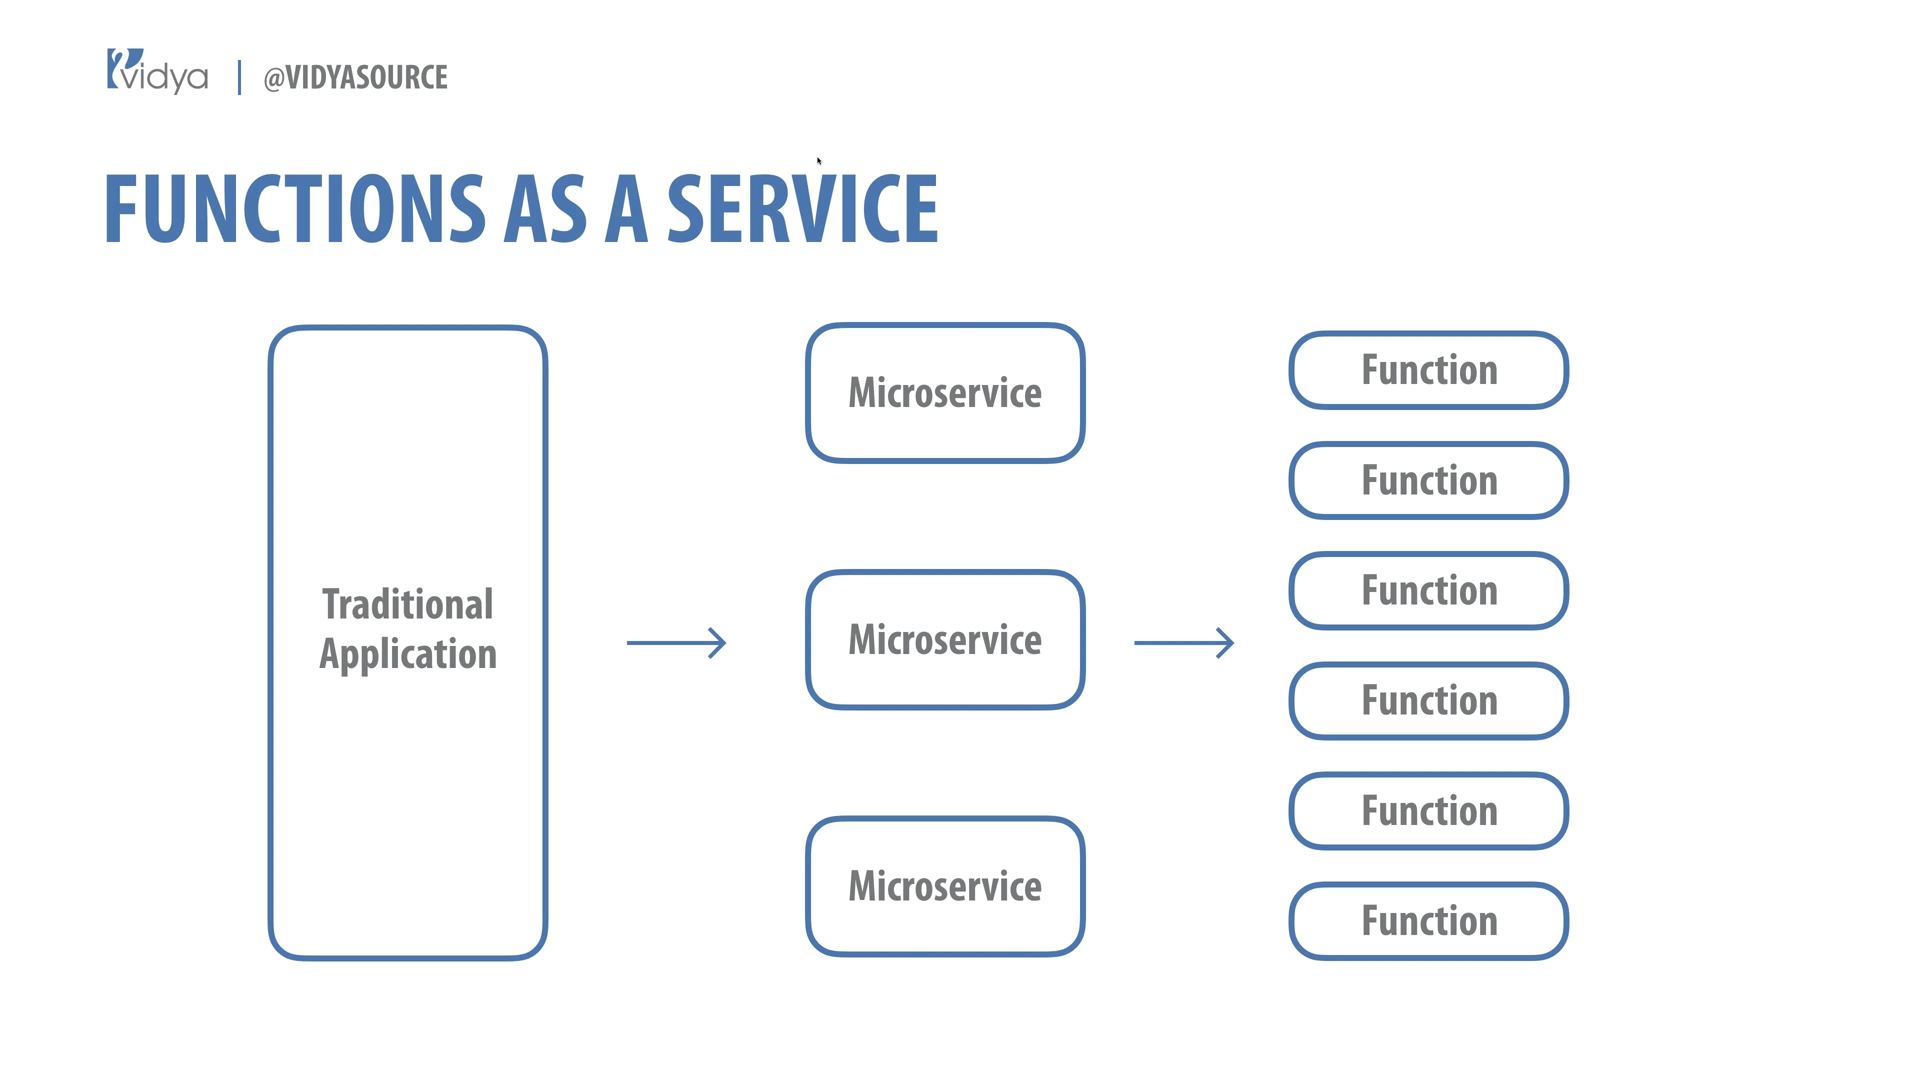 vidya | @VIDYASOURCE
FUNCTIONS AS A SERVICE
Traditional
Application
Microservice
Microservice
Microservice
Function
Function
Function
Function
Function
Function